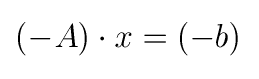 (−A) · x = (−b)